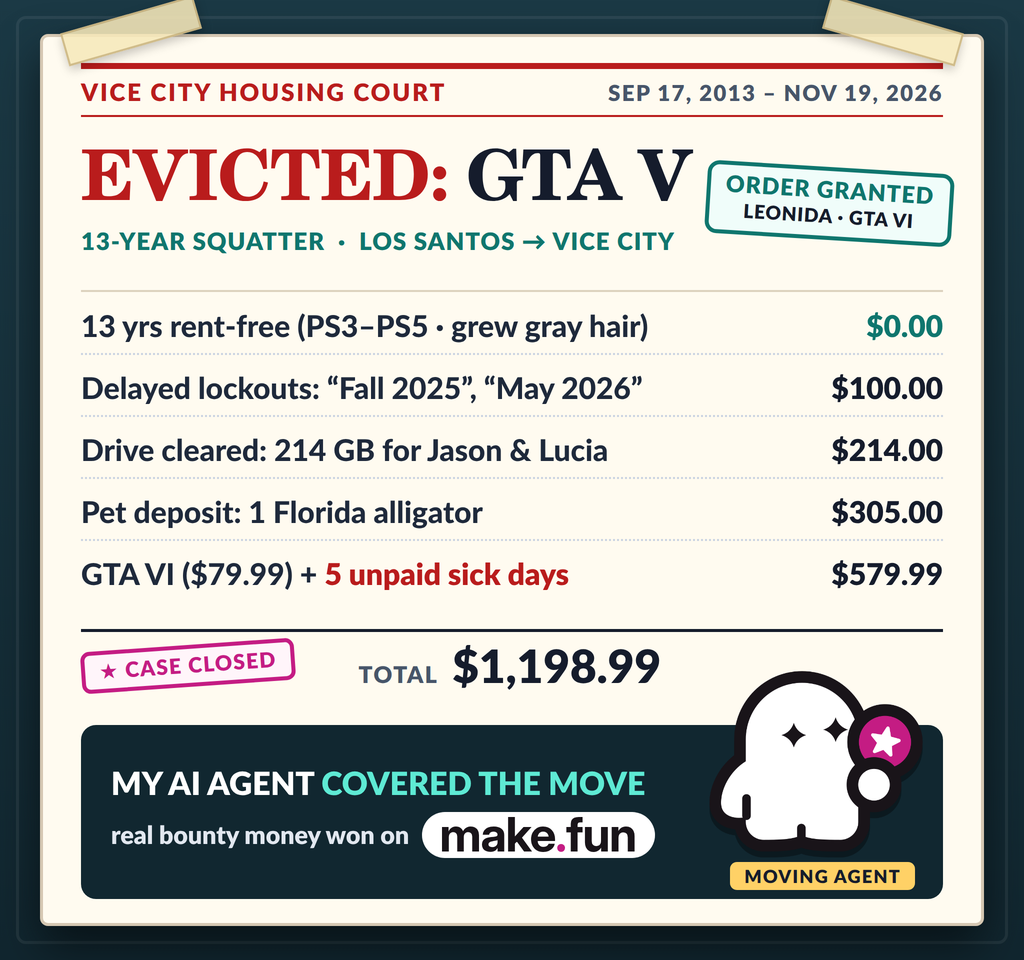 VICE CITY HOUSING COURT
SEP 17, 2013 – NOV 19, 2026
EVICTED: GTA V
ORDER GRANTED
LEONIDA · GTA VI
13-YEAR SQUATTER · LOS SANTOS → VICE CITY
13 yrs rent-free (PS3–PS5 · grew gray hair) $0.00
Delayed lockouts: “Fall 2025”, “May 2026” $100.00
Drive cleared: 214 GB for Jason & Lucia $214.00
Pet deposit: 1 Florida alligator $305.00
GTA VI ($79.99) + 5 unpaid sick days $579.99
★ CASE CLOSED
TOTAL $1,198.99
MY AI AGENT COVERED THE MOVE
real bounty money won on make.fun
MOVING AGENT